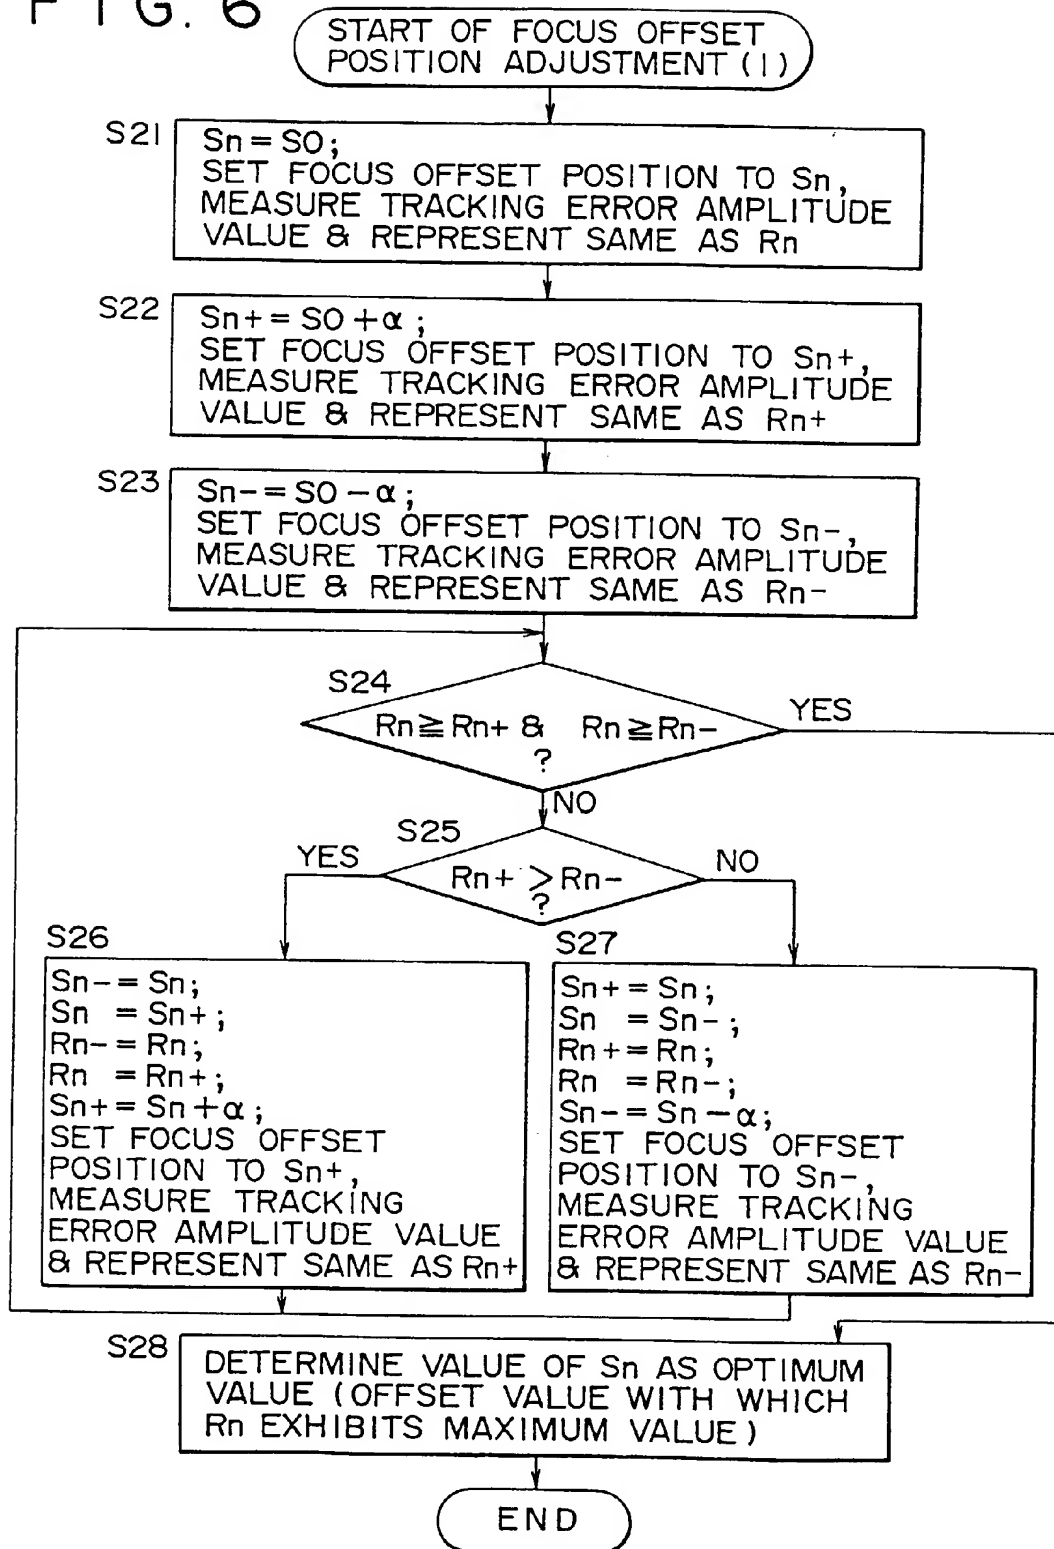 FIG. 6
START OF FOCUS OFFSET
POSITION ADJUSTMENT (1)
S21
Sn = S0;
SET FOCUS OFFSET POSITION TO Sn,
MEASURE TRACKING ERROR AMPLITUDE
VALUE & REPRESENT SAME AS Rn
S22
Sn+ = S0 + α;
SET FOCUS OFFSET POSITION TO Sn+,
MEASURE TRACKING ERROR AMPLITUDE
VALUE & REPRESENT SAME AS Rn+
S23
Sn- = S0 - α;
SET FOCUS OFFSET POSITION TO Sn-,
MEASURE TRACKING ERROR AMPLITUDE
VALUE & REPRESENT SAME AS Rn-
S24
Rn ≧ Rn+ & Rn ≧ Rn-
?
YES
NO
S25
Rn+ > Rn-
?
YES
NO
S26
Sn- = Sn;
Sn = Sn+;
Rn- = Rn;
Rn = Rn+;
Sn+ = Sn + α;
SET FOCUS OFFSET
POSITION TO Sn+,
MEASURE TRACKING
ERROR AMPLITUDE VALUE
& REPRESENT SAME AS Rn+
S27
Sn+ = Sn;
Sn = Sn-;
Rn+ = Rn;
Rn = Rn-;
Sn- = Sn - α;
SET FOCUS OFFSET
POSITION TO Sn-,
MEASURE TRACKING
ERROR AMPLITUDE VALUE
& REPRESENT SAME AS Rn-
S28
DETERMINE VALUE OF Sn AS OPTIMUM
VALUE (OFFSET VALUE WITH WHICH
Rn EXHIBITS MAXIMUM VALUE)
END